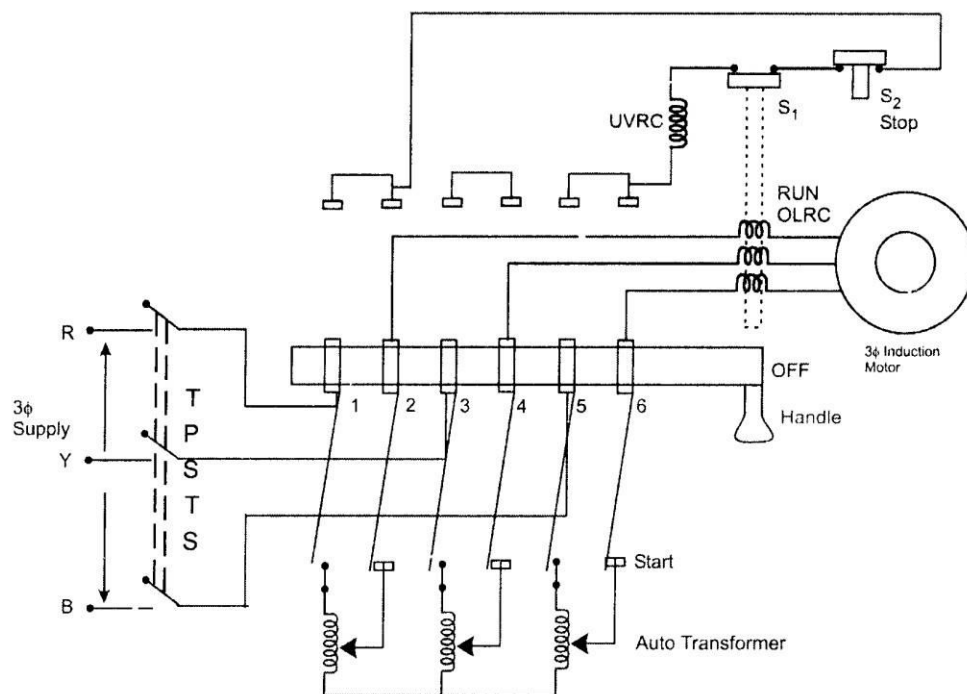 UVRC
S1
S2
Stop
RUN
OLRC
R
3ϕ
Supply
Y
B
T
P
S
T
S
1
2
3
4
5
6
OFF
Handle
3ϕ Induction
Motor
Start
Auto Transformer